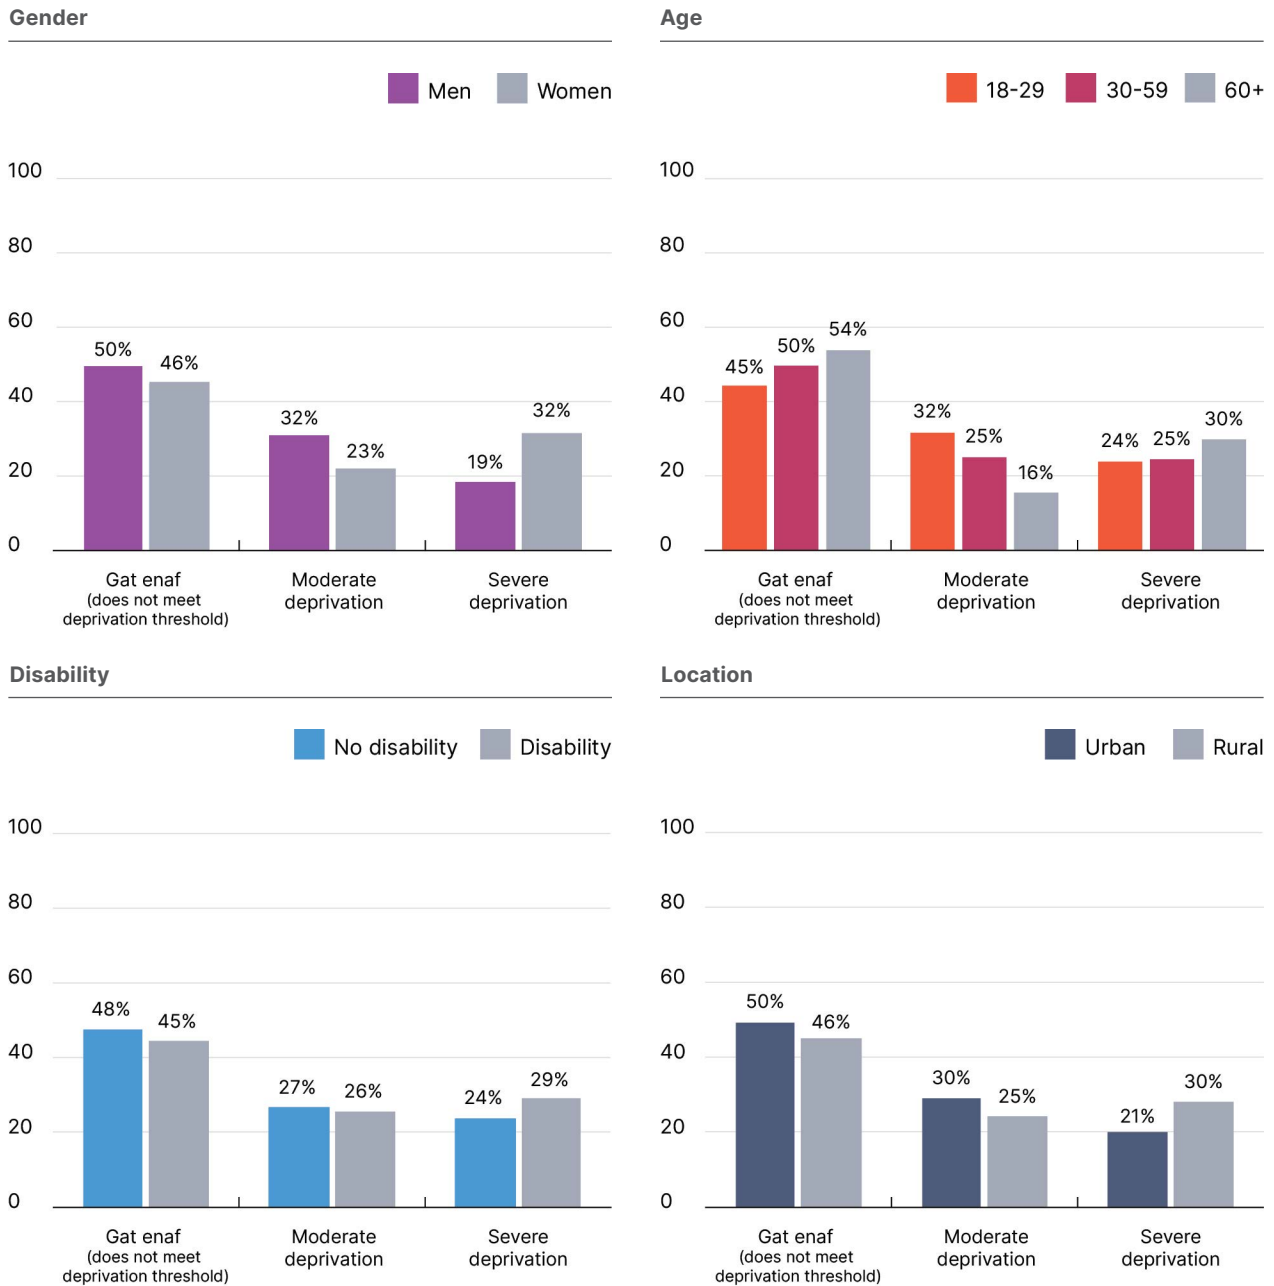 Gender
Men Women
100
80
60
40
20
0
50% 46% 32% 23% 19% 32%
Gat enaf
(does not meet
deprivation threshold)
Moderate
deprivation
Severe
deprivation
Age
18-29 30-59 60+
100
80
60
40
20
0
45% 50% 54% 32% 25% 16% 24% 25% 30%
Gat enaf
(does not meet
deprivation threshold)
Moderate
deprivation
Severe
deprivation
Disability
No disability Disability
100
80
60
40
20
0
48% 45% 27% 26% 24% 29%
Gat enaf
(does not meet
deprivation threshold)
Moderate
deprivation
Severe
deprivation
Location
Urban Rural
100
80
60
40
20
0
50% 46% 30% 25% 21% 30%
Gat enaf
(does not meet
deprivation threshold)
Moderate
deprivation
Severe
deprivation